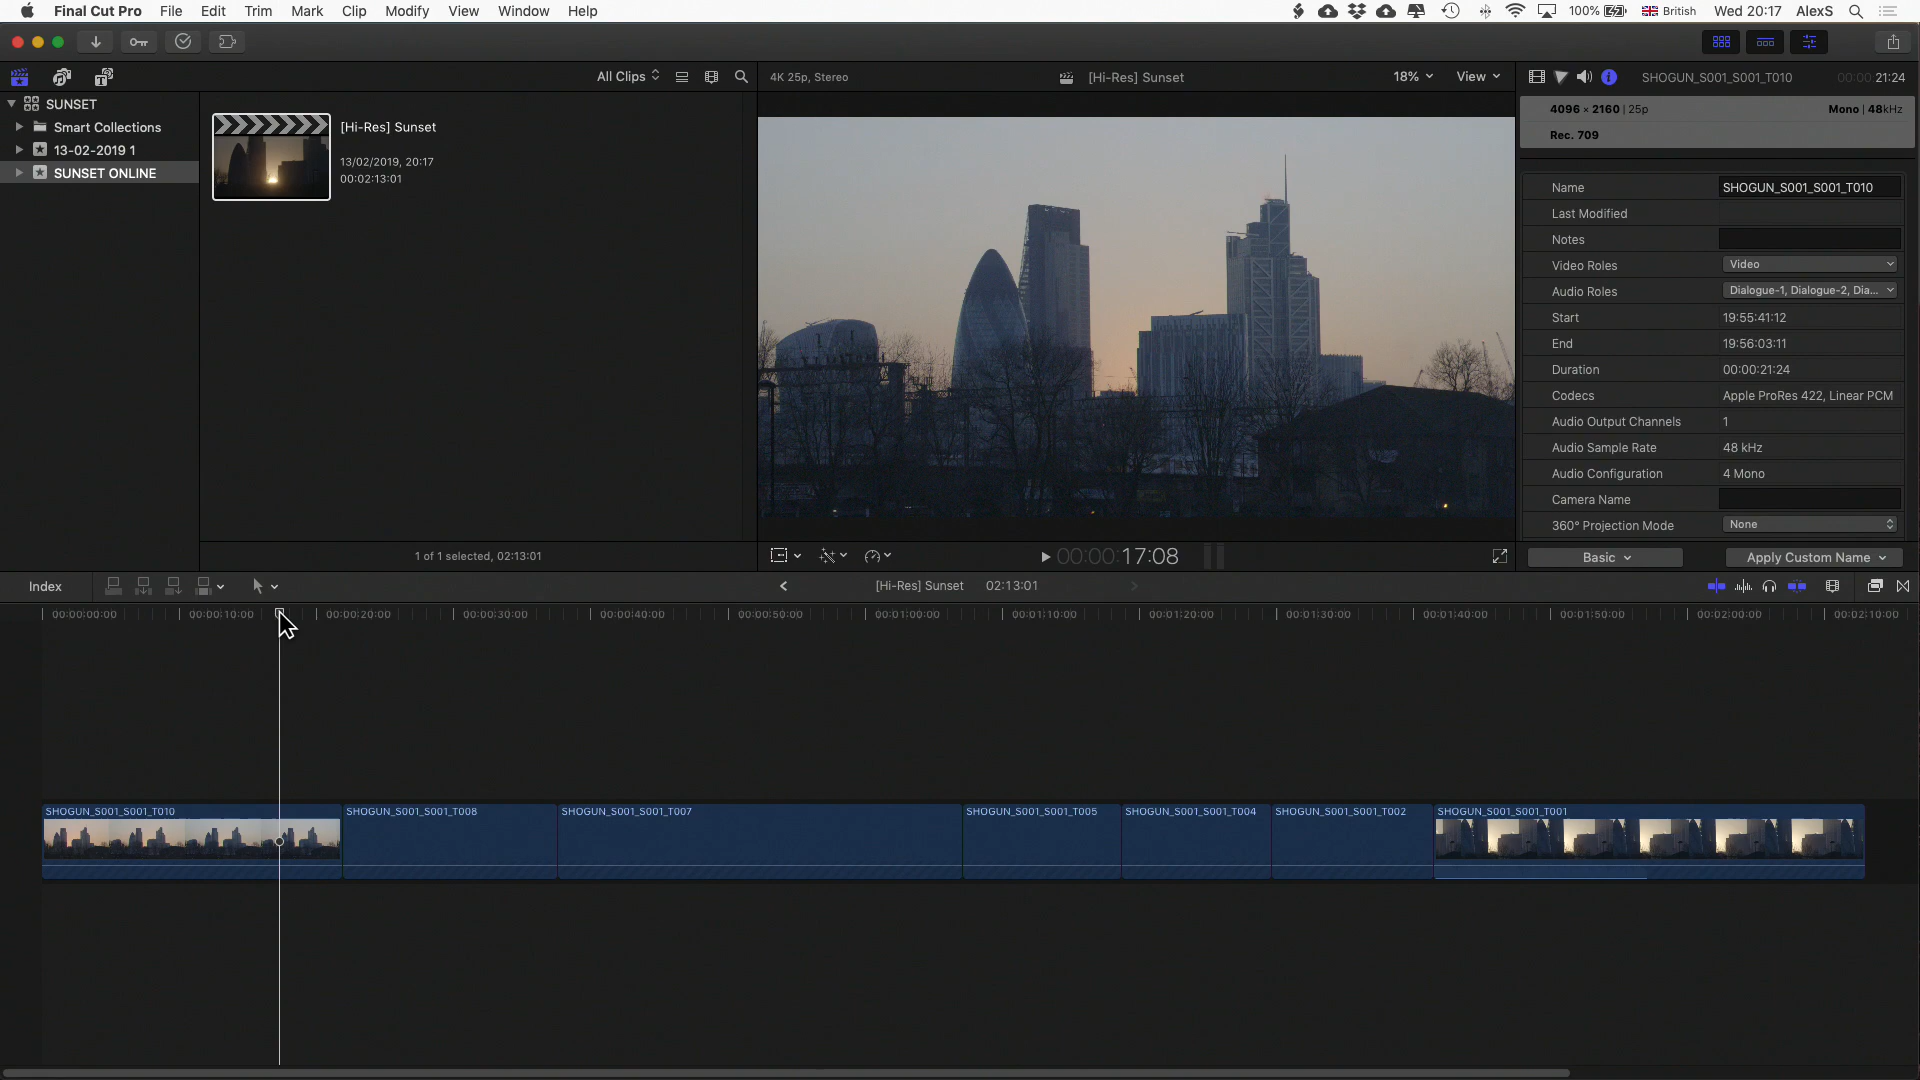 Final Cut Pro File Edit Trim Mark Clip Modify View Window Help 100% British Wed 20:17 AlexS
All Clips 4K 25p, Stereo [Hi-Res] Sunset 18% View SHOGUN_S001_S001_T010 00:00:21:24
SUNSET
Smart Collections
13-02-2019 1
SUNSET ONLINE
[Hi-Res] Sunset
13/02/2019, 20:17
00:02:13:01
1 of 1 selected, 02:13:01
00:00:17:08
4096 × 2160 | 25p Mono | 48kHz
Rec. 709
Name SHOGUN_S001_S001_T010
Last Modified
Notes
Video Roles Video
Audio Roles Dialogue-1, Dialogue-2, Dia...
Start 19:55:41:12
End 19:56:03:11
Duration 00:00:21:24
Codecs Apple ProRes 422, Linear PCM
Audio Output Channels 1
Audio Sample Rate 48 kHz
Audio Configuration 4 Mono
Camera Name
360° Projection Mode None
Basic Apply Custom Name
Index [Hi-Res] Sunset 02:13:01
00:00:00:00 00:00:10:00 00:00:20:00 00:00:30:00 00:00:40:00 00:00:50:00 00:01:00:00 00:01:10:00 00:01:20:00 00:01:30:00 00:01:40:00 00:01:50:00 00:02:00:00 00:02:10:00
SHOGUN_S001_S001_T010 SHOGUN_S001_S001_T008 SHOGUN_S001_S001_T007 SHOGUN_S001_S001_T005 SHOGUN_S001_S001_T004 SHOGUN_S001_S001_T002 SHOGUN_S001_S001_T001